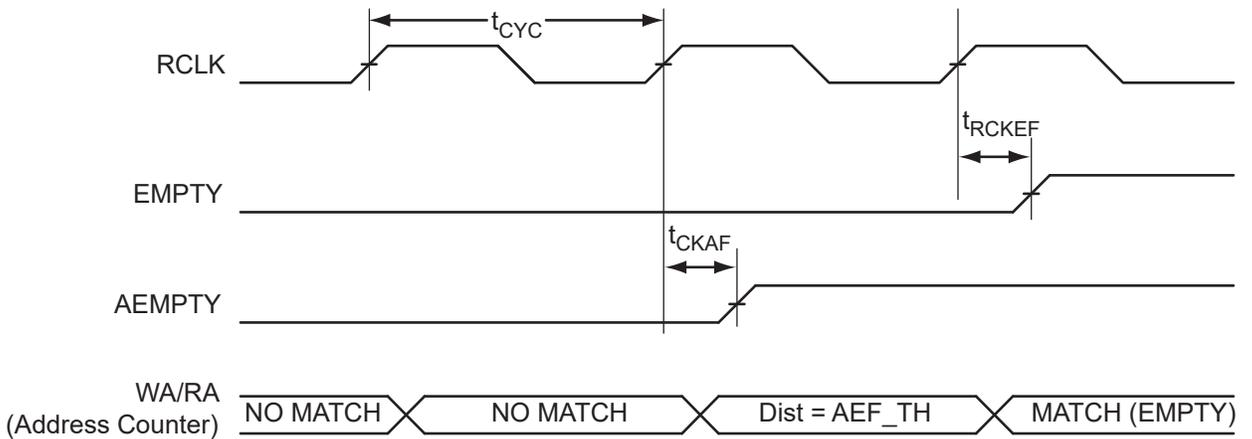 tCYC
RCLK
tRCKEF
EMPTY
tCKAF
AEMPTY
WA/RA
(Address Counter)
NO MATCH
NO MATCH
Dist = AEF_TH
MATCH (EMPTY)